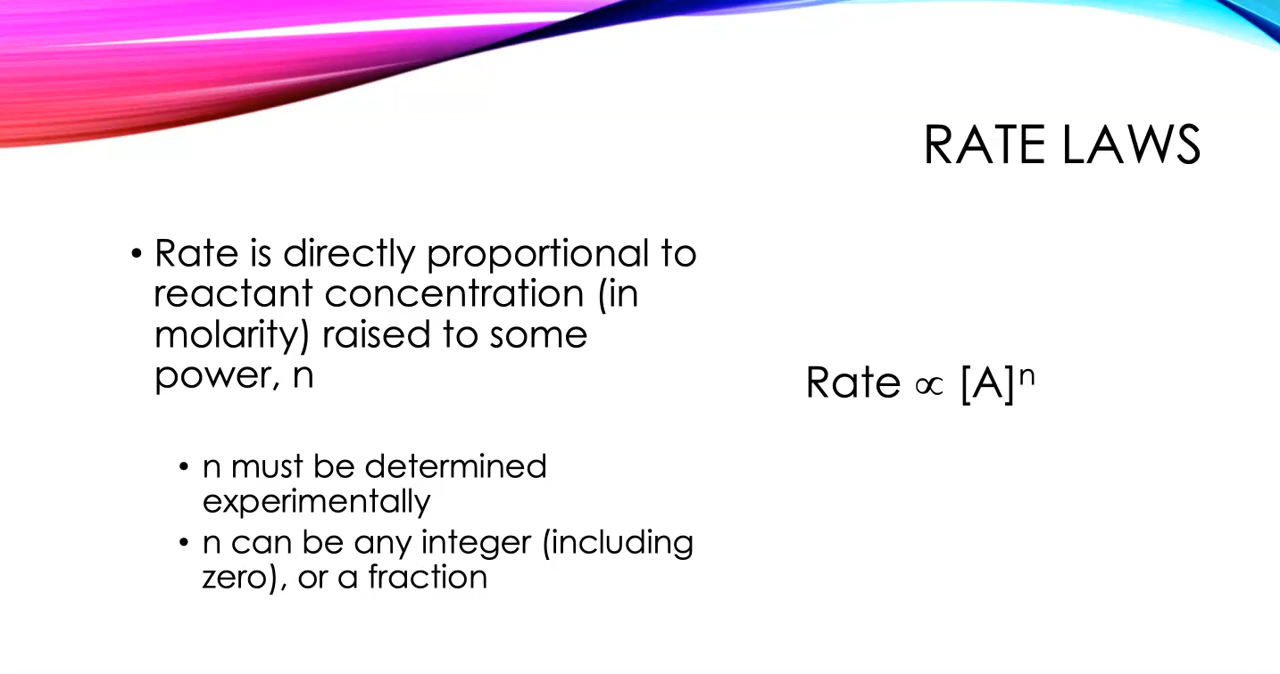 RATE LAWS
• Rate is directly proportional to
reactant concentration (in
molarity) raised to some
power, n
Rate ∝ [A]ⁿ
• n must be determined
experimentally
• n can be any integer (including
zero), or a fraction